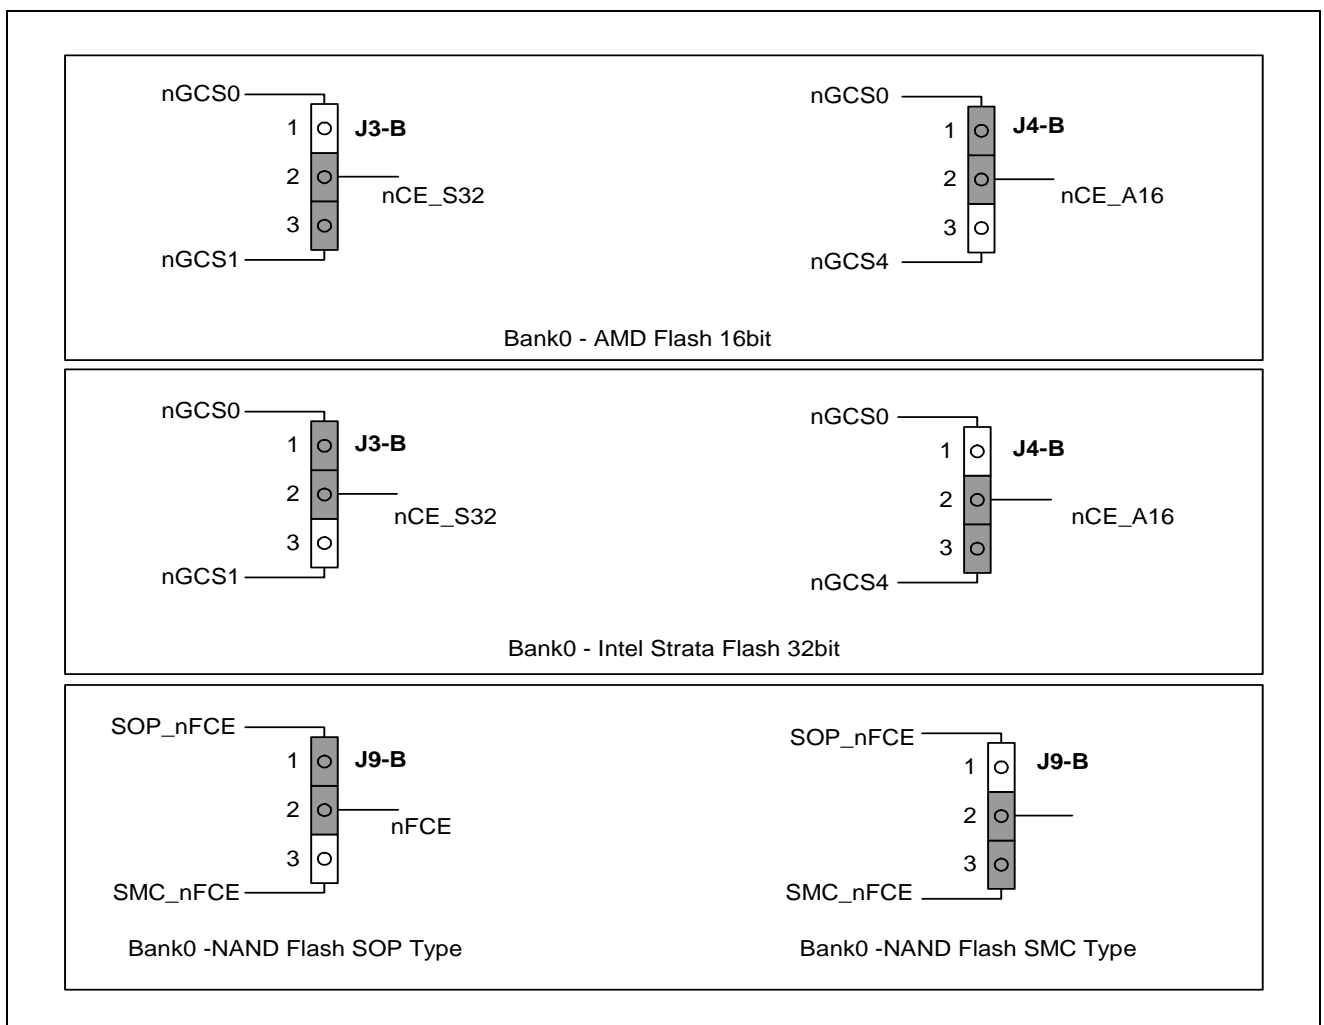 nGCS0
1
J3-B
2
nCE_S32
3
nGCS1
nGCS0
1
J4-B
2
nCE_A16
3
nGCS4
Bank0 - AMD Flash 16bit
nGCS0
1
J3-B
2
nCE_S32
3
nGCS1
nGCS0
1
J4-B
2
nCE_A16
3
nGCS4
Bank0 - Intel Strata Flash 32bit
SOP_nFCE
1
J9-B
2
nFCE
3
SMC_nFCE
Bank0 -NAND Flash SOP Type
SOP_nFCE
1
J9-B
2
3
SMC_nFCE
Bank0 -NAND Flash SMC Type